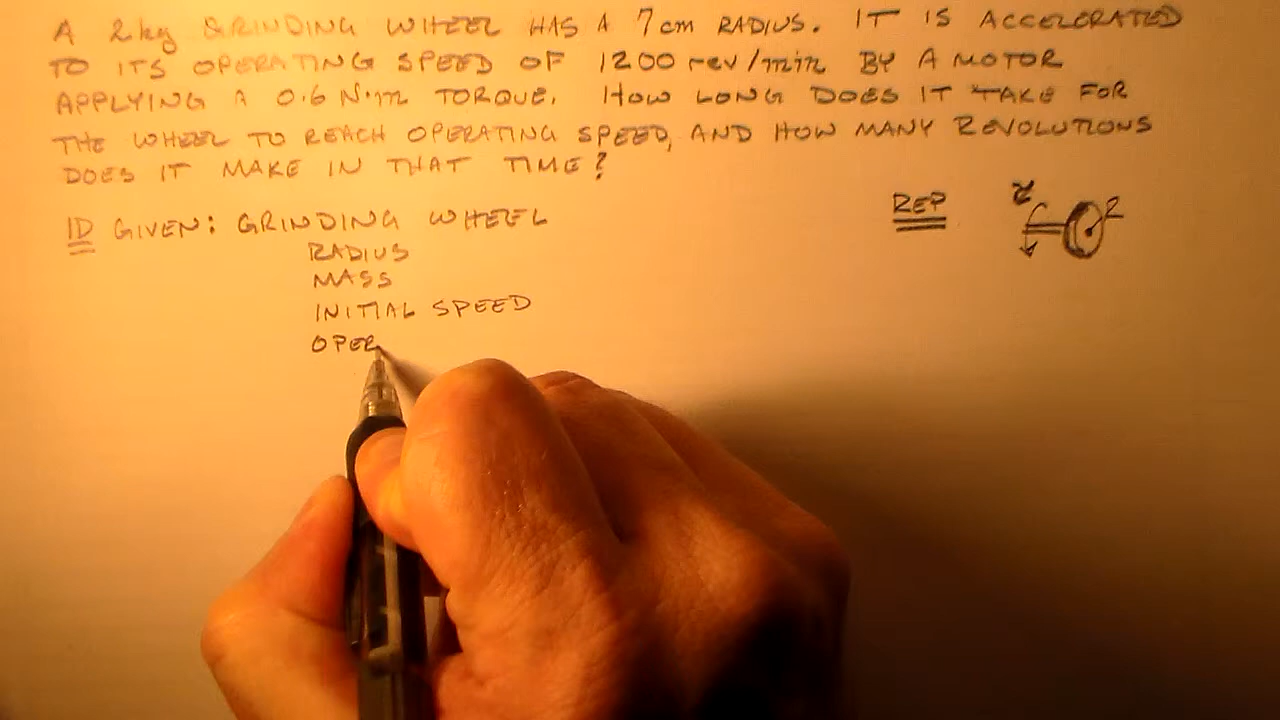 A 2kg GRINDING WHEEL HAS A 7cm RADIUS. IT IS ACCELERATED
TO ITS OPERATING SPEED OF 1200 rev/min BY A MOTOR
APPLYING A 0.6 N·m TORQUE. HOW LONG DOES IT TAKE FOR
THE WHEEL TO REACH OPERATING SPEED, AND HOW MANY REVOLUTIONS
DOES IT MAKE IN THAT TIME?
REP
τ
R
ID GIVEN: GRINDING WHEEL
RADIUS
MASS
INITIAL SPEED
OPER